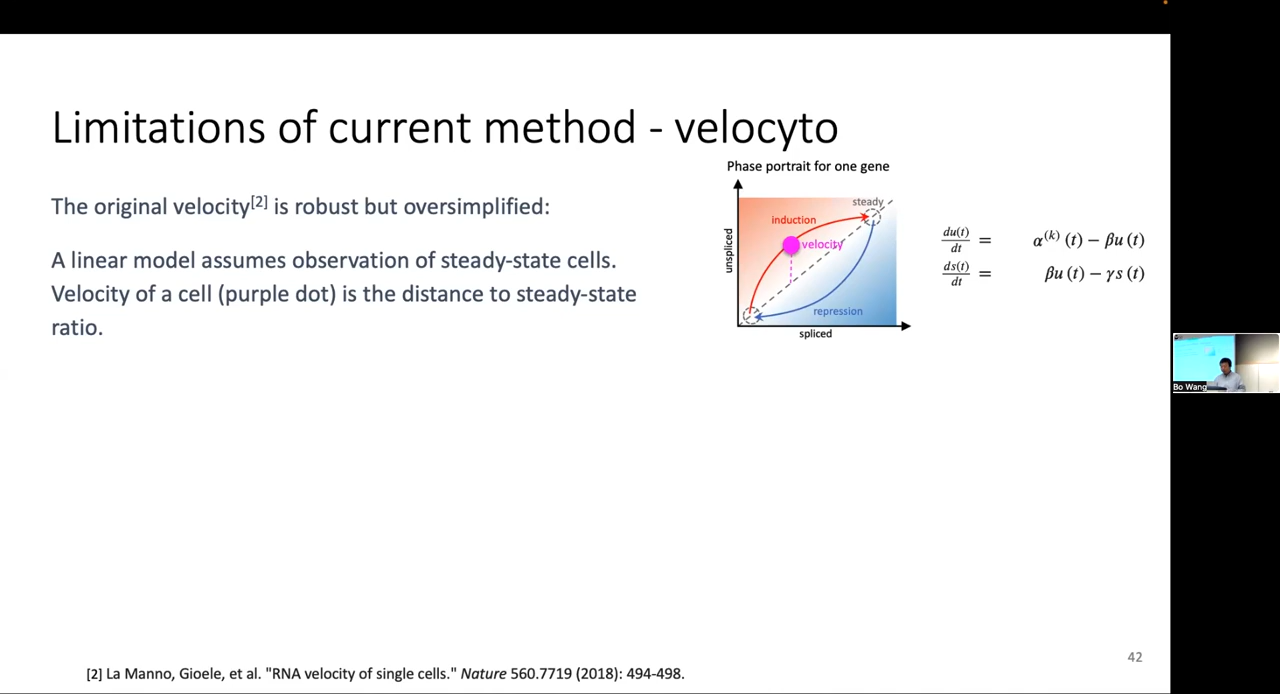 Limitations of current method - velocyto
The original velocity[2] is robust but oversimplified:
A linear model assumes observation of steady-state cells.
Velocity of a cell (purple dot) is the distance to steady-state
ratio.
Phase portrait for one gene
steady
induction
velocity
unspliced
repression
spliced
du(t)/dt = α^(k) (t) − βu (t)
ds(t)/dt = βu (t) − γs (t)
Bo Wang
42
[2] La Manno, Gioele, et al. "RNA velocity of single cells." Nature 560.7719 (2018): 494-498.